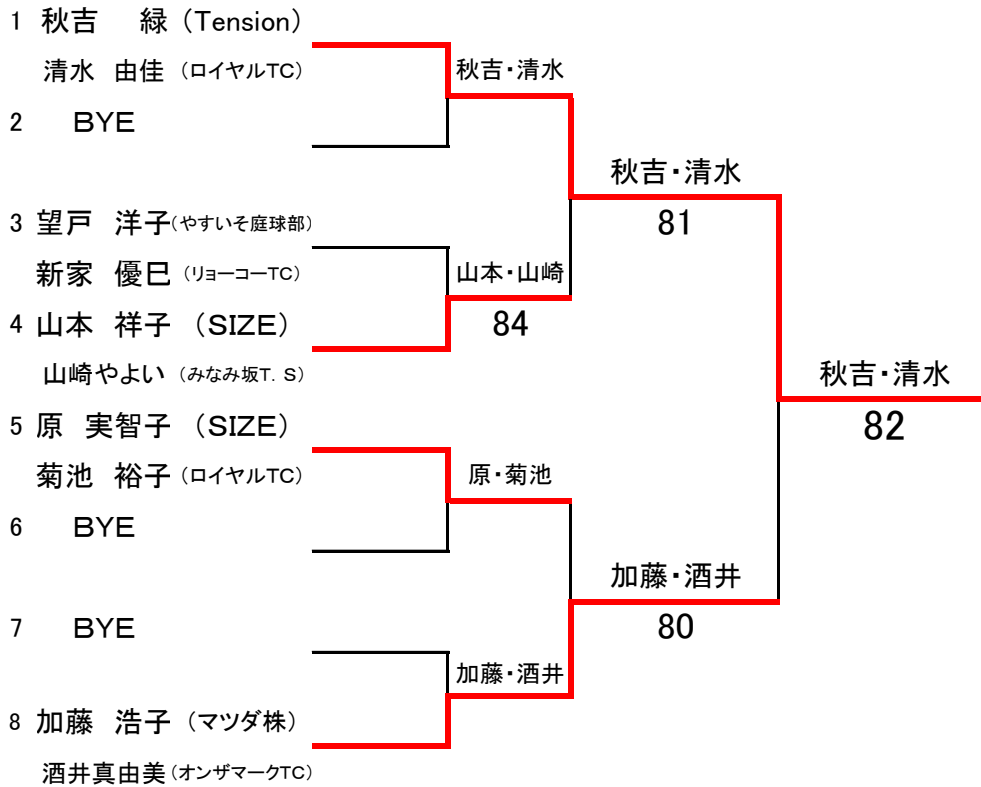 1 秋吉 緑 (Tension)
清水 由佳 (ロイヤルTC)
秋吉・清水
2 BYE
秋吉・清水
81
3 望戸 洋子(やすいそ庭球部)
新家 優巳 (リョーコーTC)
山本・山崎
4 山本 祥子 (SIZE)
84
山崎やよい (みなみ坂T.S)
秋吉・清水
82
5 原 実智子 (SIZE)
菊池 裕子 (ロイヤルTC)
原・菊池
6 BYE
加藤・酒井
80
7 BYE
加藤・酒井
8 加藤 浩子 (マツダ株)
酒井真由美(オンザマークTC)